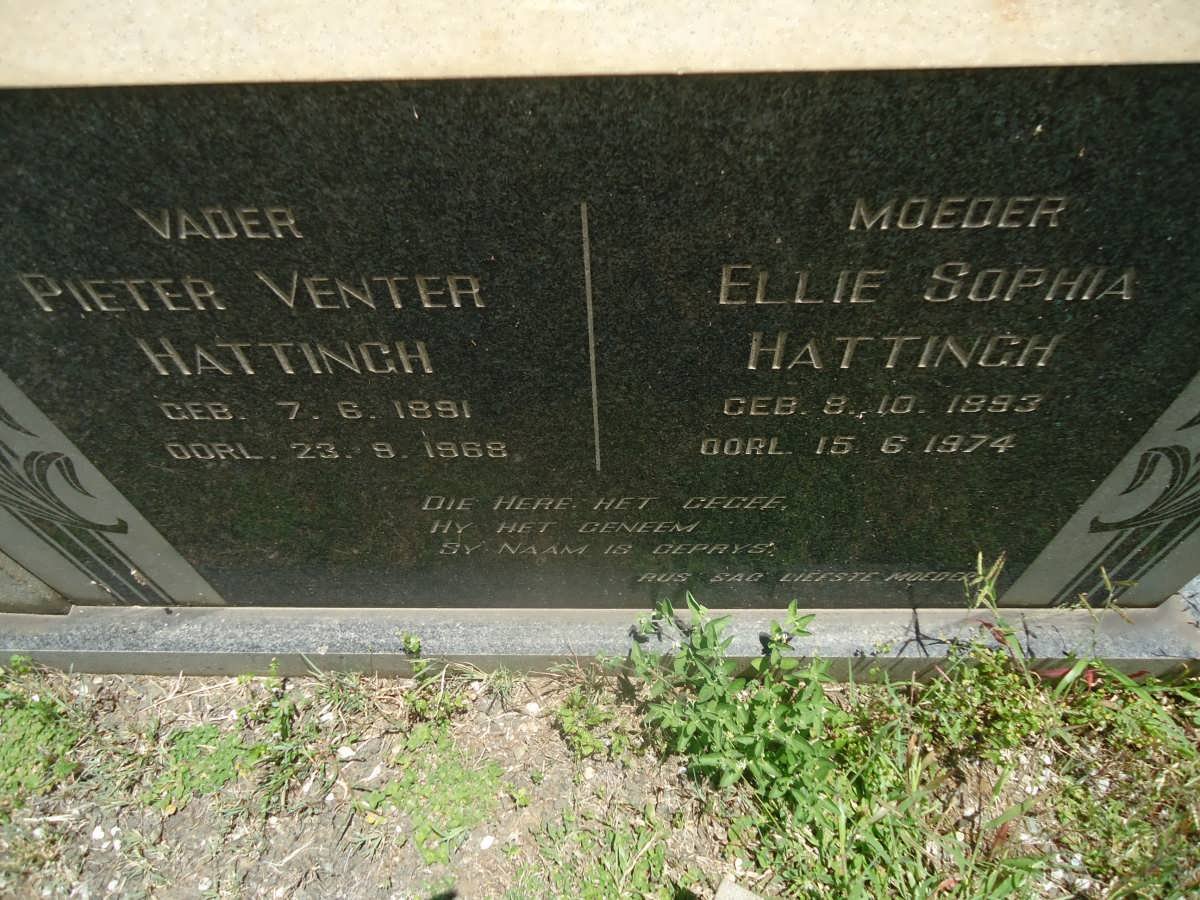 VADER
PIETER VENTER
HATTINGH
GEB. 7. 6. 1891
OORL. 23. 9. 1968
MOEDER
ELLIE SOPHIA
HATTINGH
GEB. 8. 10. 1893
OORL. 15. 6. 1974
DIE HERE HET GEGEE,
HY HET GENEEM
SY NAAM IS GEPRYS.
RUS SAG LIEFSTE MOEDER